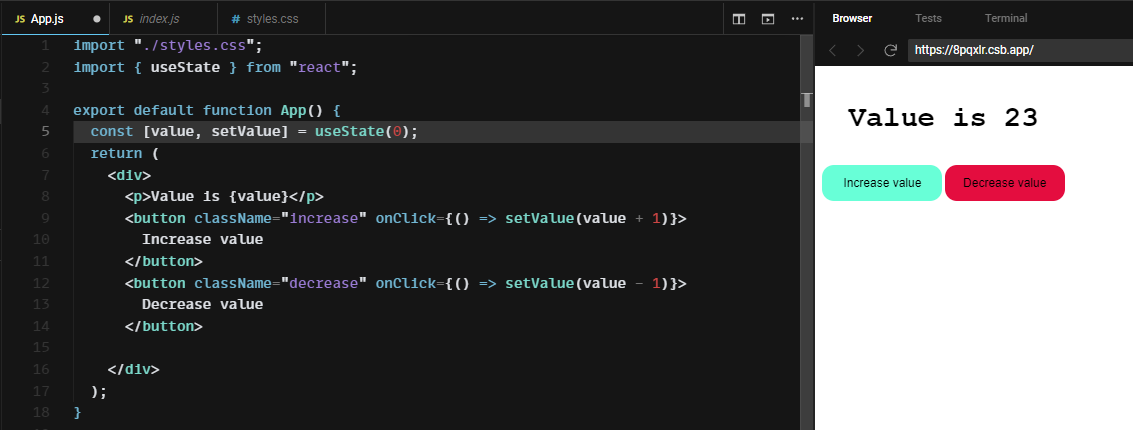 JS App.js
JS index.js
# styles.css
Browser
Tests
Terminal
https://8pqxlr.csb.app/
1 import "./styles.css";
2 import { useState } from "react";
3
4 export default function App() {
5 const [value, setValue] = useState(0);
6 return (
7 <div>
8 <p>Value is {value}</p>
9 <button className="increase" onClick={() => setValue(value + 1)}>
10 Increase value
11 </button>
12 <button className="decrease" onClick={() => setValue(value - 1)}>
13 Decrease value
14 </button>
15
16 </div>
17 );
18 }
Value is 23
Increase value
Decrease value